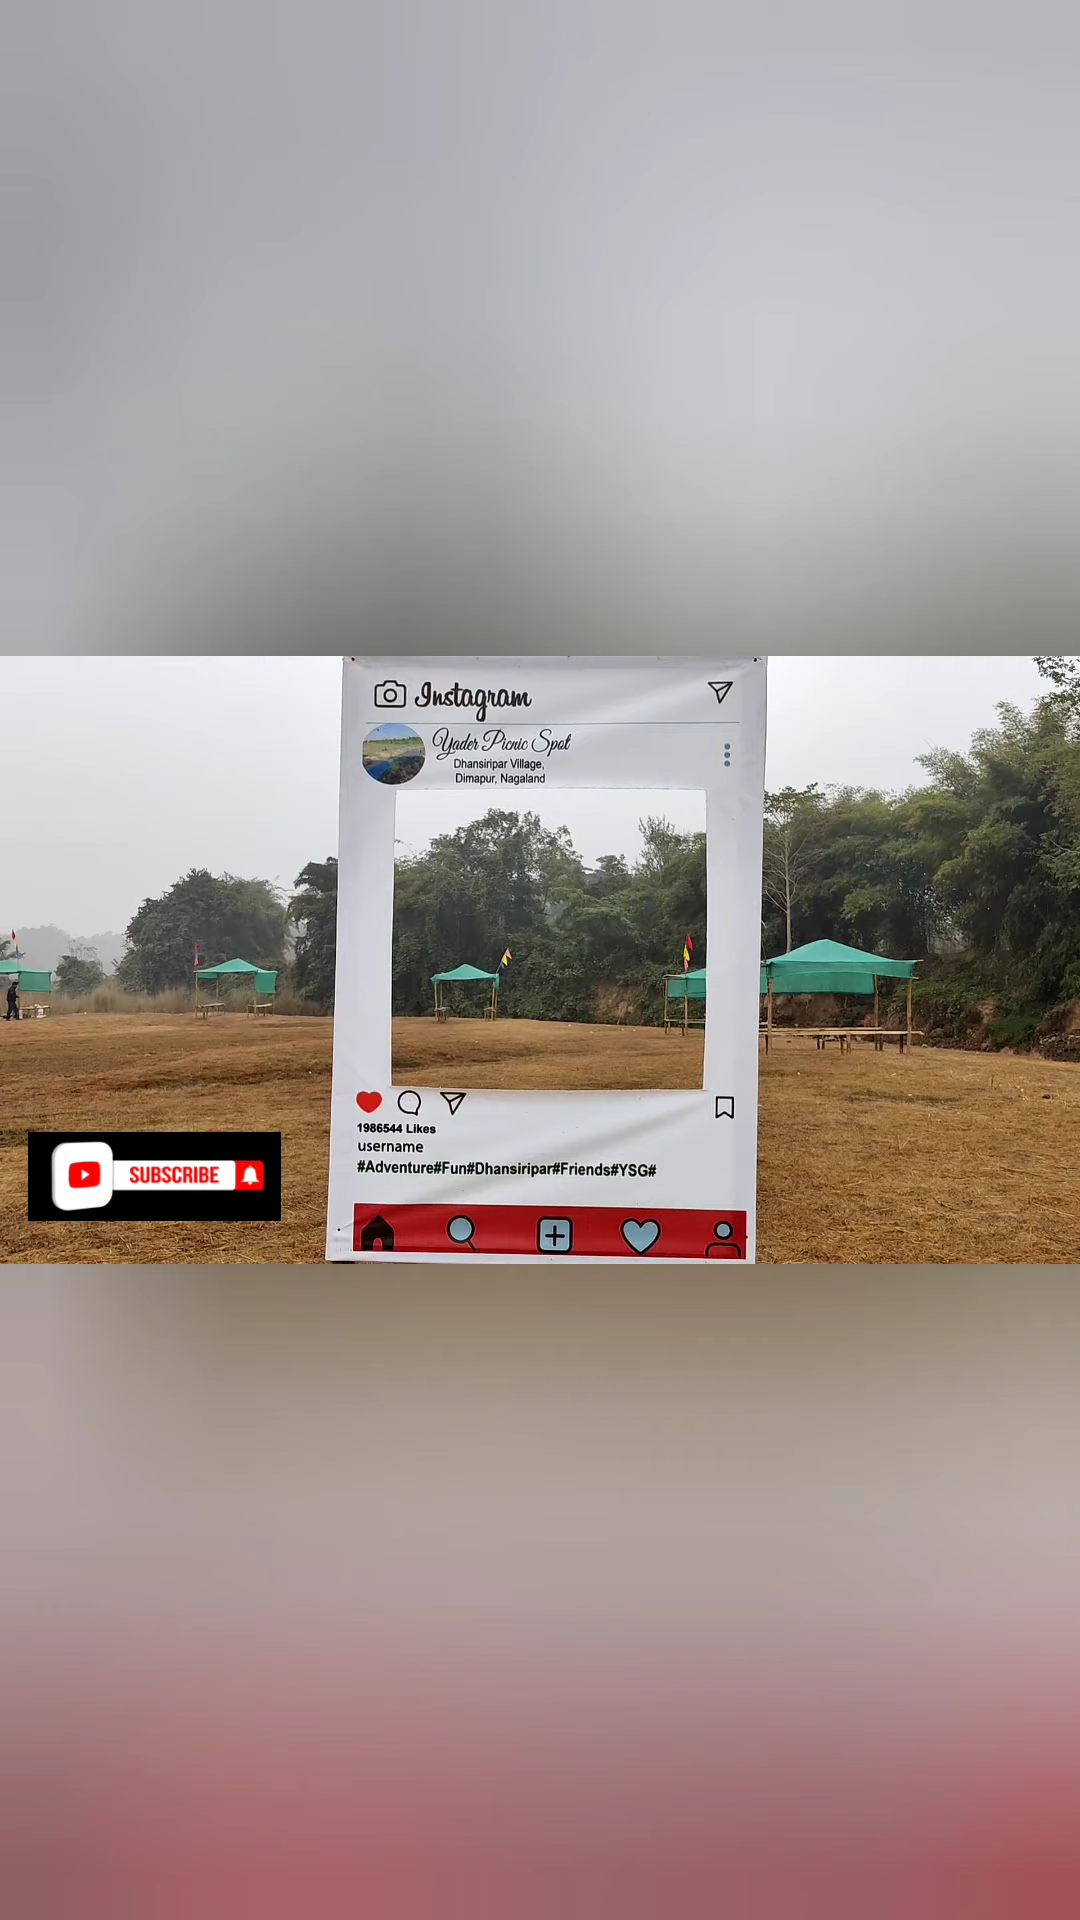 Instagram
Yader Picnic Spot
Dhansiripar Village,
Dimapur, Nagaland
1986544 Likes
username
#Adventure#Fun#Dhansiripar#Friends#YSG#
SUBSCRIBE